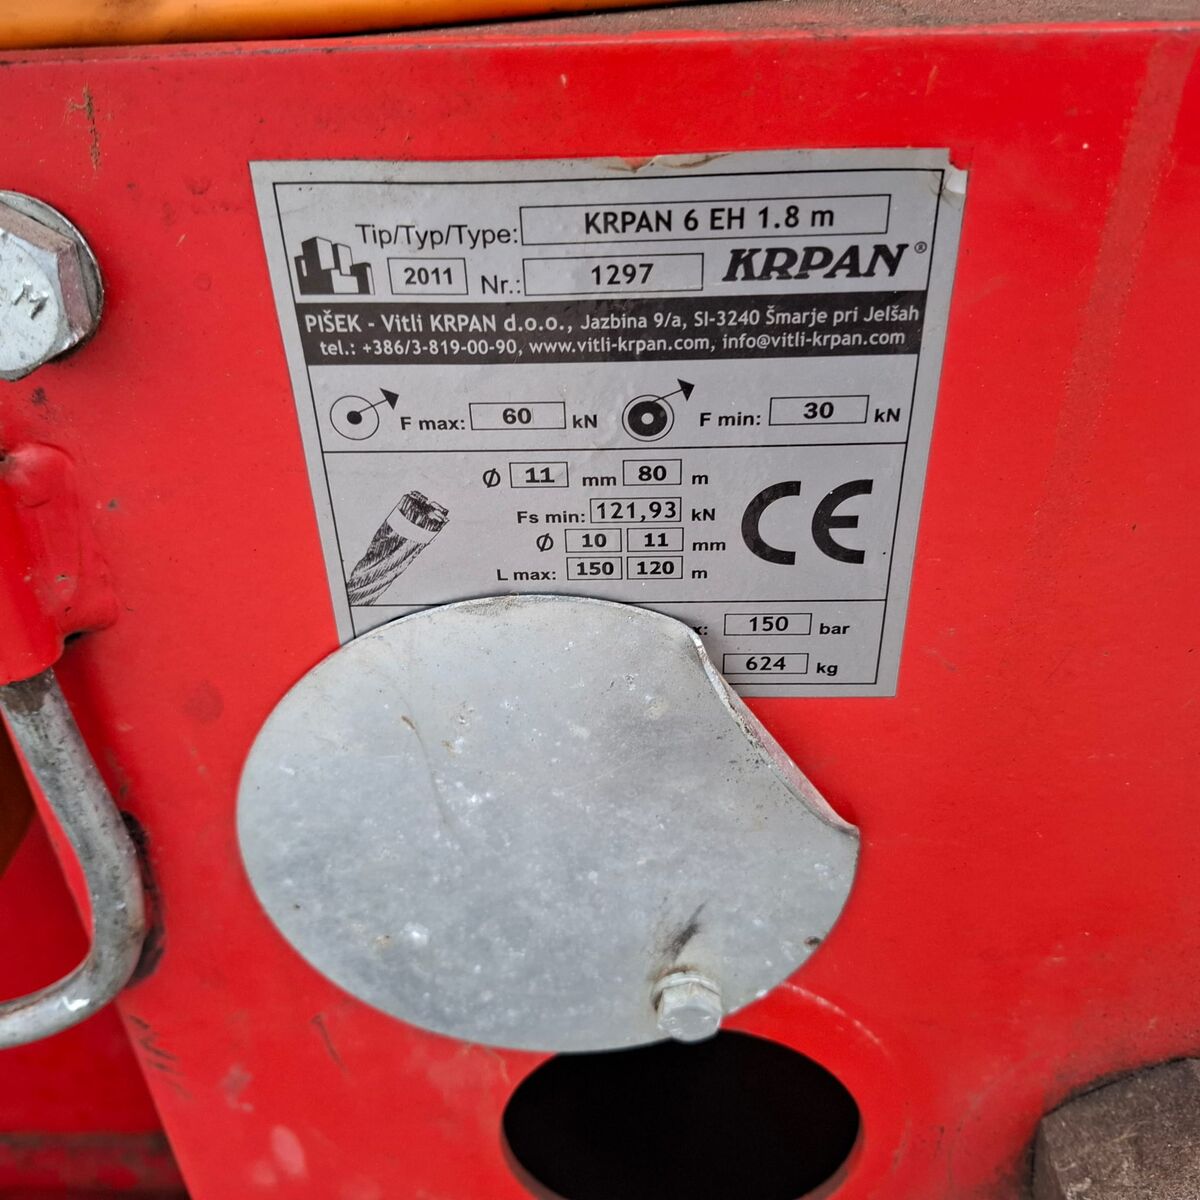 Tip/Typ/Type: KRPAN 6 EH 1.8 m
2011 Nr.: 1297 KRPAN®
PIŠEK - Vitli KRPAN d.o.o., Jazbina 9/a, SI-3240 Šmarje pri Jelšah
tel.: +386/3-819-00-90, www.vitli-krpan.com, info@vitli-krpan.com
F max: 60 kN F min: 30 kN
Ø 11 mm 80 m
Fs min: 121,93 kN
Ø 10 11 mm
L max: 150 120 m
CE
150 bar
624 kg